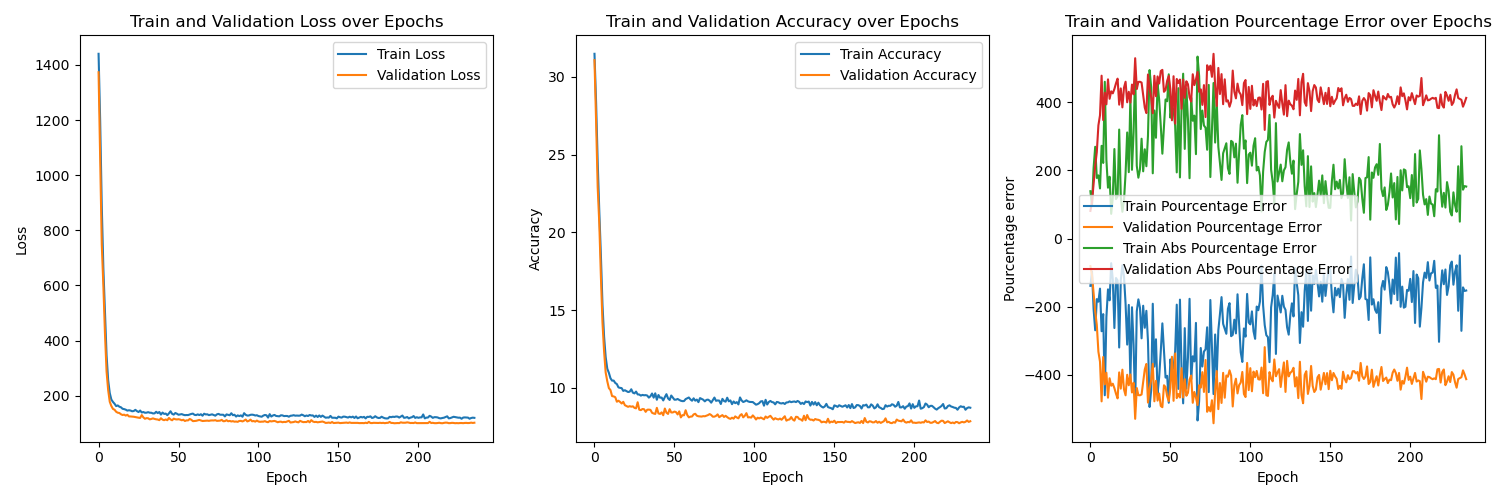 Train and Validation Loss over Epochs
Train Loss
Validation Loss
1400
1200
1000
800
600
400
200
Loss
0
50
100
150
200
Epoch
Train and Validation Accuracy over Epochs
Train Accuracy
Validation Accuracy
30
25
20
15
10
Accuracy
0
50
100
150
200
Epoch
Train and Validation Pourcentage Error over Epochs
400
200
0
−200
−400
Pourcentage error
Train Pourcentage Error
Validation Pourcentage Error
Train Abs Pourcentage Error
Validation Abs Pourcentage Error
0
50
100
150
200
Epoch